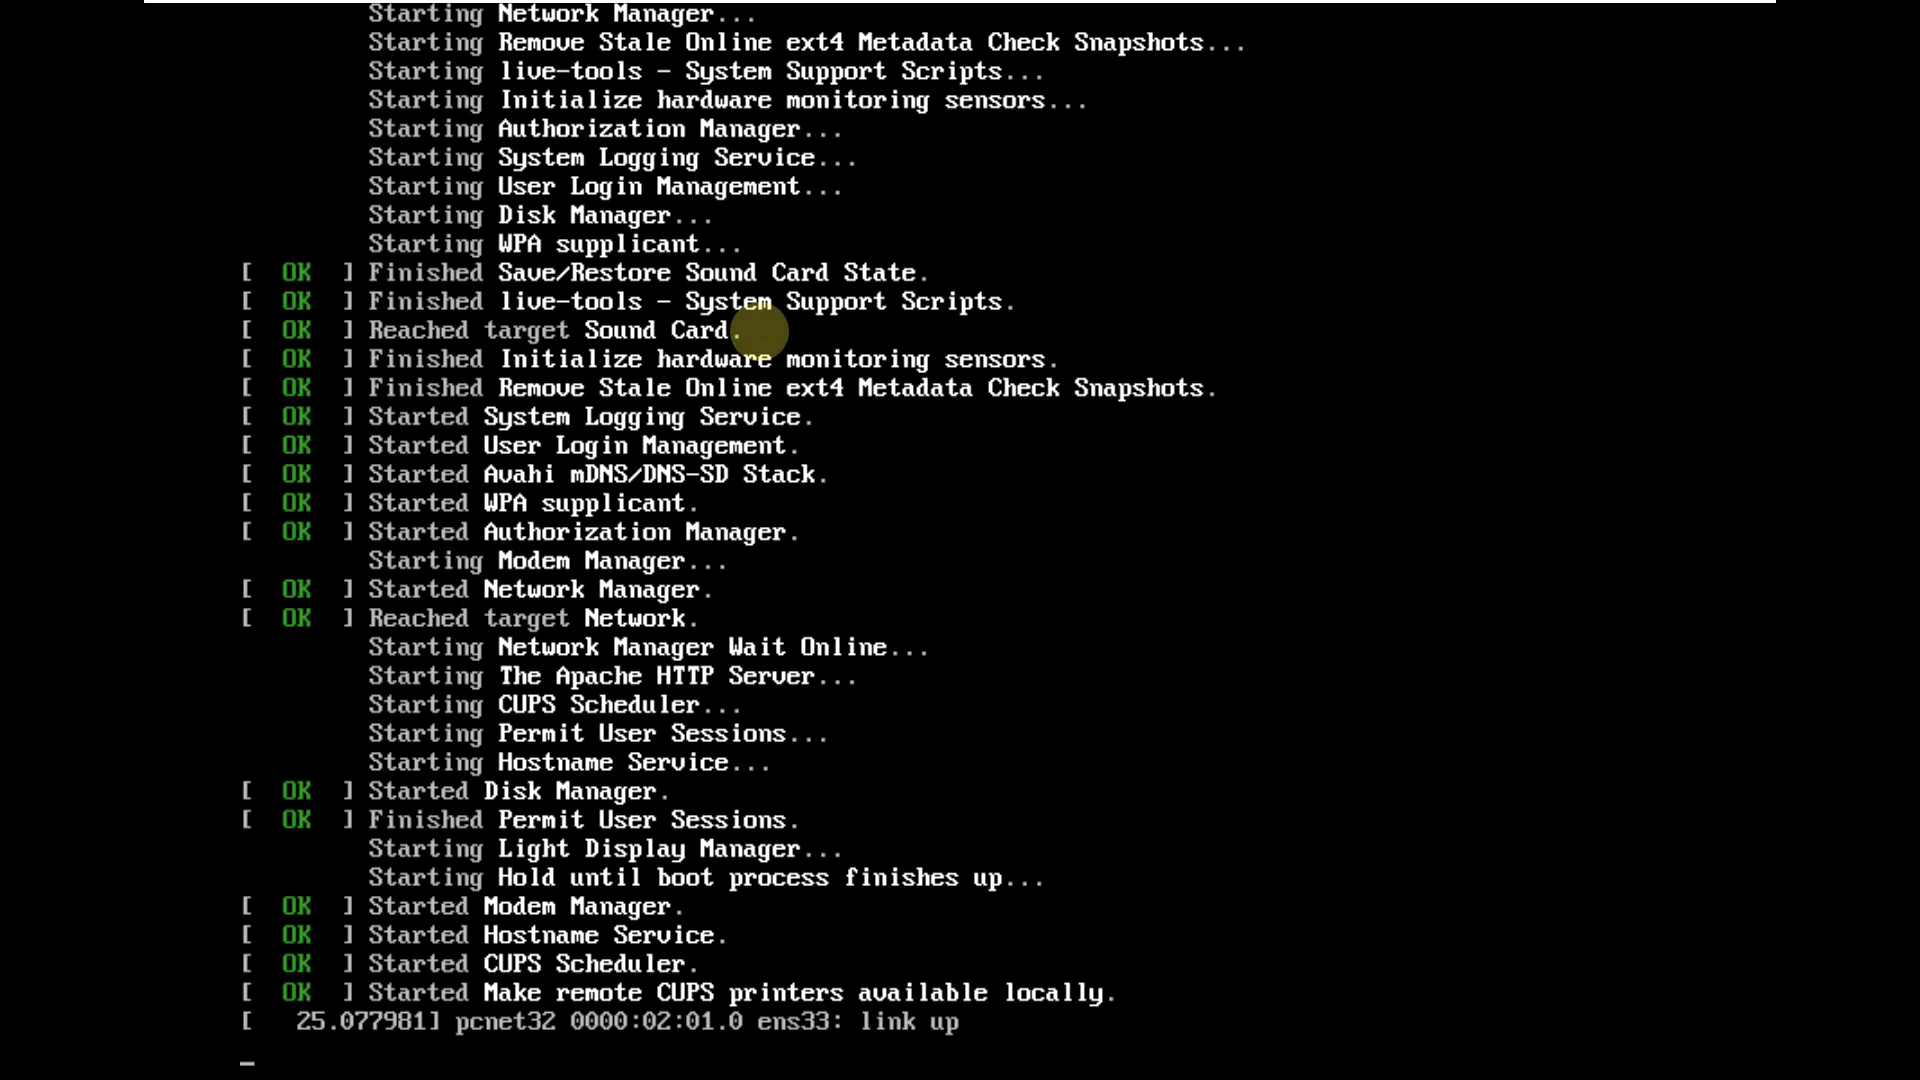 Starting Network Manager...
Starting Remove Stale Online ext4 Metadata Check Snapshots...
Starting live-tools - System Support Scripts...
Starting Initialize hardware monitoring sensors...
Starting Authorization Manager...
Starting System Logging Service...
Starting User Login Management...
Starting Disk Manager...
Starting WPA supplicant...
[  OK  ] Finished Save/Restore Sound Card State.
[  OK  ] Finished live-tools - System Support Scripts.
[  OK  ] Reached target Sound Card.
[  OK  ] Finished Initialize hardware monitoring sensors.
[  OK  ] Finished Remove Stale Online ext4 Metadata Check Snapshots.
[  OK  ] Started System Logging Service.
[  OK  ] Started User Login Management.
[  OK  ] Started Avahi mDNS/DNS-SD Stack.
[  OK  ] Started WPA supplicant.
[  OK  ] Started Authorization Manager.
Starting Modem Manager...
[  OK  ] Started Network Manager.
[  OK  ] Reached target Network.
Starting Network Manager Wait Online...
Starting The Apache HTTP Server...
Starting CUPS Scheduler...
Starting Permit User Sessions...
Starting Hostname Service...
[  OK  ] Started Disk Manager.
[  OK  ] Finished Permit User Sessions.
Starting Light Display Manager...
Starting Hold until boot process finishes up...
[  OK  ] Started Modem Manager.
[  OK  ] Started Hostname Service.
[  OK  ] Started CUPS Scheduler.
[  OK  ] Started Make remote CUPS printers available locally.
[   25.077981] pcnet32 0000:02:01.0 ens33: link up
_